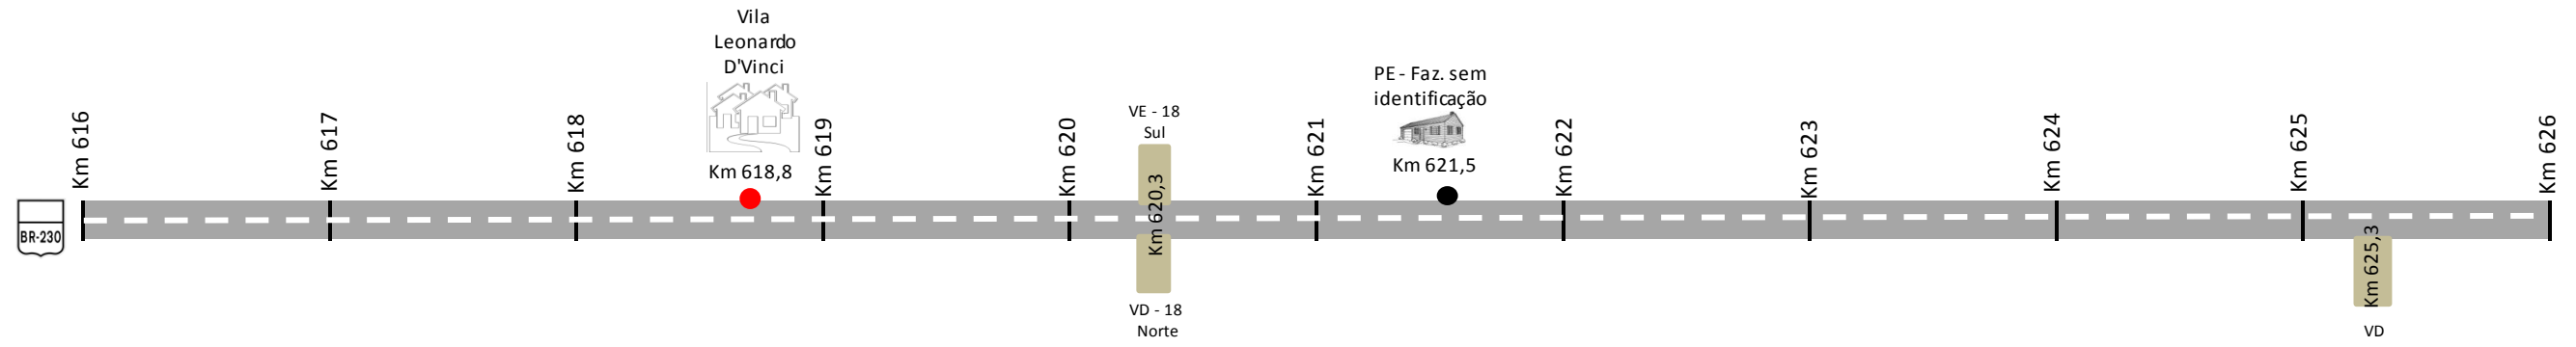 Vila
Leonardo
D'Vinci
Km 618,8
PE - Faz. sem
identificação
Km 621,5
VE - 18
Sul
Km 620,3
VD - 18
Norte
Km 616
Km 617
Km 618
Km 619
Km 620
Km 621
Km 622
Km 623
Km 624
Km 625
Km 626
BR-230
Km 625,3
VD